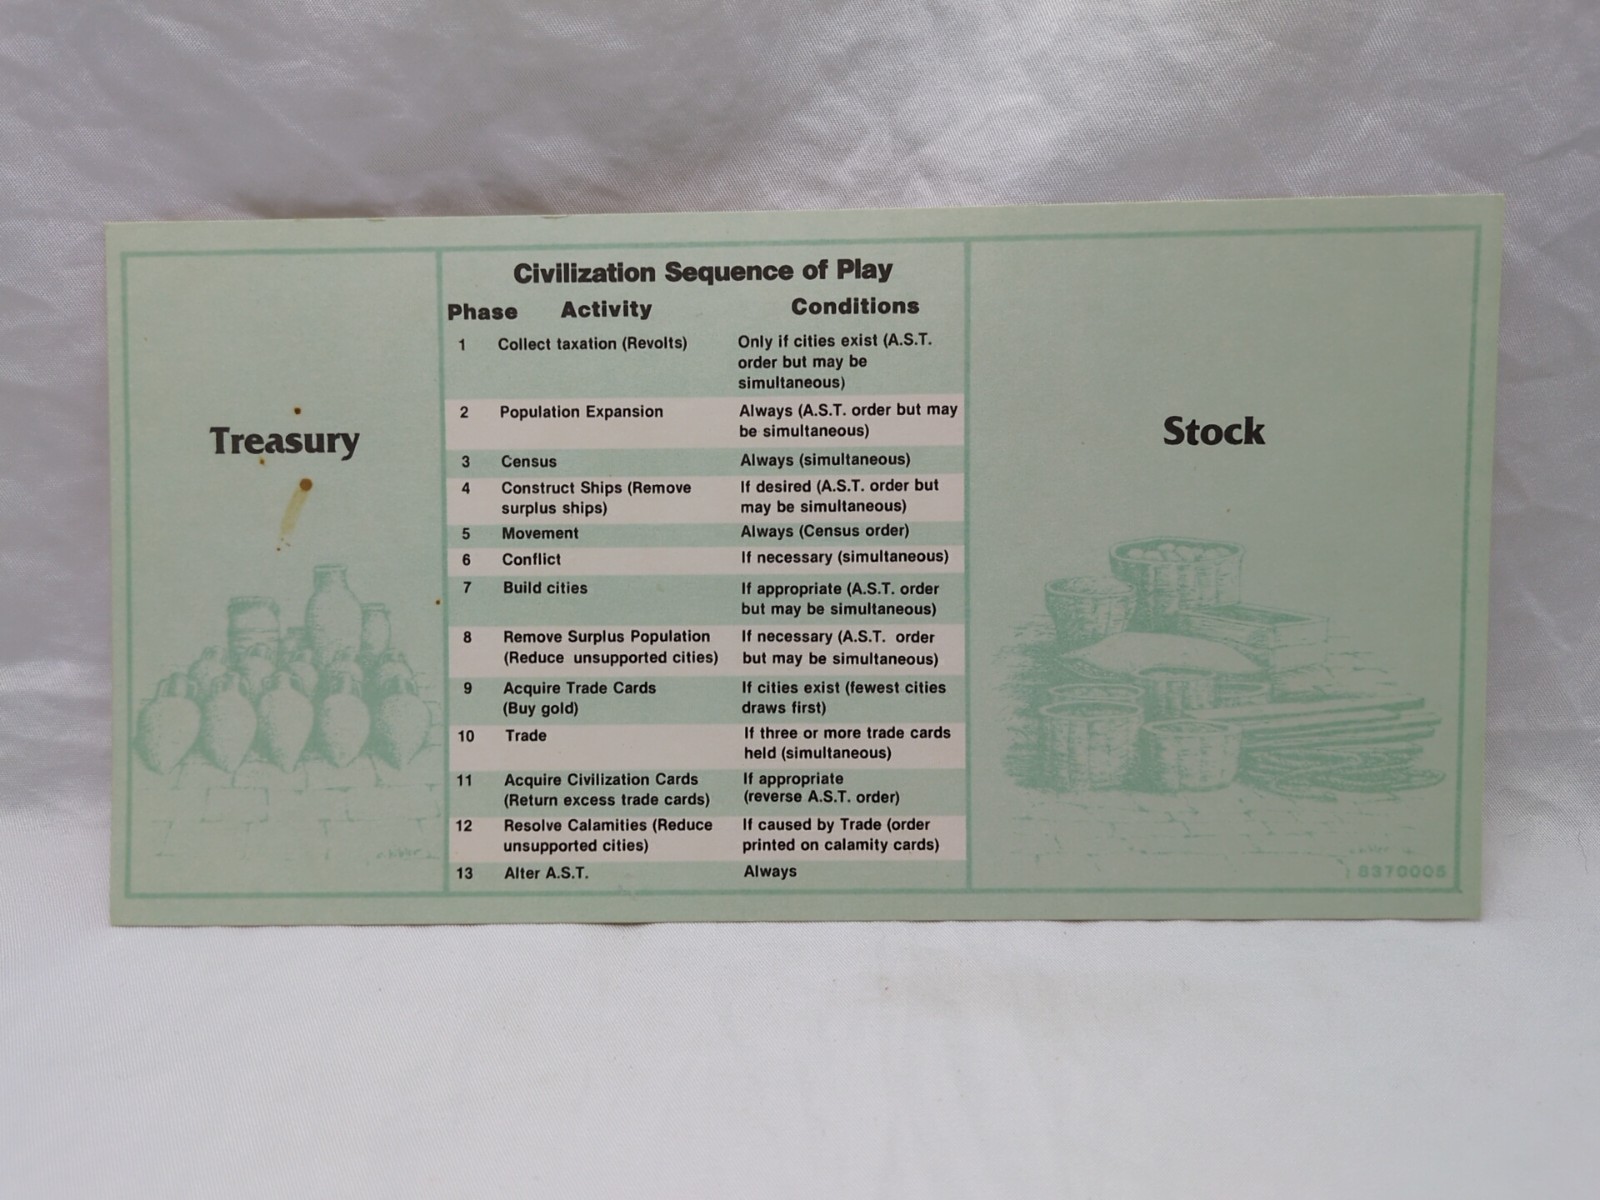 Civilization Sequence of Play
Phase Activity Conditions
1 Collect taxation (Revolts) Only if cities exist (A.S.T.
order but may be
simultaneous)
2 Population Expansion Always (A.S.T. order but may
be simultaneous)
3 Census Always (simultaneous)
4 Construct Ships (Remove If desired (A.S.T. order but
surplus ships) may be simultaneous)
5 Movement Always (Census order)
6 Conflict If necessary (simultaneous)
7 Build cities If appropriate (A.S.T. order
but may be simultaneous)
8 Remove Surplus Population If necessary (A.S.T. order
(Reduce unsupported cities) but may be simultaneous)
9 Acquire Trade Cards If cities exist (fewest cities
(Buy gold) draws first)
10 Trade If three or more trade cards
held (simultaneous)
11 Acquire Civilization Cards If appropriate
(Return excess trade cards) (reverse A.S.T. order)
12 Resolve Calamities (Reduce If caused by Trade (order
unsupported cities) printed on calamity cards)
13 Alter A.S.T. Always
Treasury
Stock
8370005